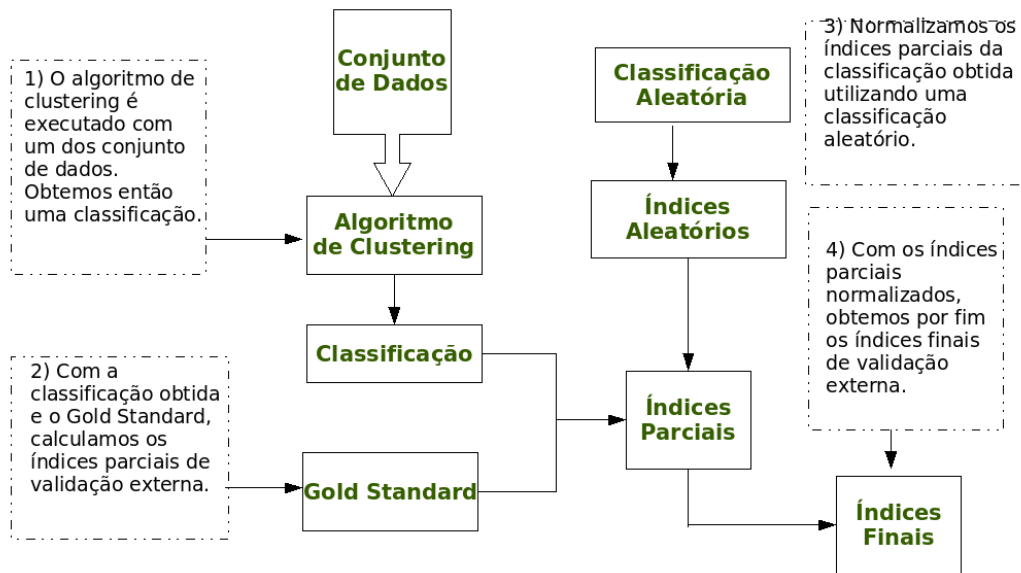 1) O algoritmo de
clustering é
executado com
um dos conjunto
de dados.
Obtemos então
uma classificação.
Conjunto
de Dados
Classificação
Aleatória
3) Normalizamos os
índices parciais da
classificação obtida
utilizando uma
classificação
aleatório.
Algoritmo
de Clustering
Índices
Aleatórios
4) Com os índices
parciais
normalizados,
obtemos por fim
os índices finais
de validação
externa.
Classificação
2) Com a
classificação obtida
e o Gold Standard,
calculamos os
índices parciais de
validação externa.
Índices
Parciais
Gold Standard
Índices
Finais